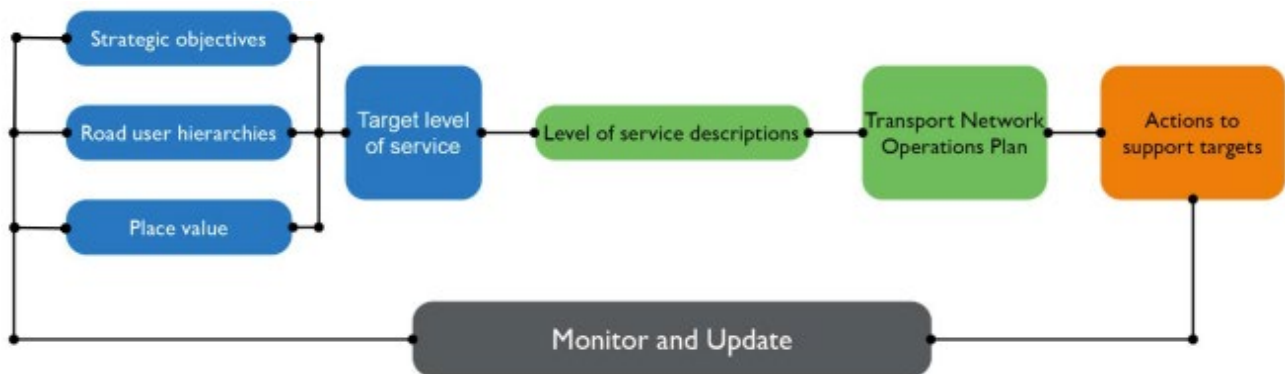 Strategic objectives
Road user hierarchies
Place value
Target level
of service
Level of service descriptions
Transport Network
Operations Plan
Actions to
support targets
Monitor and Update